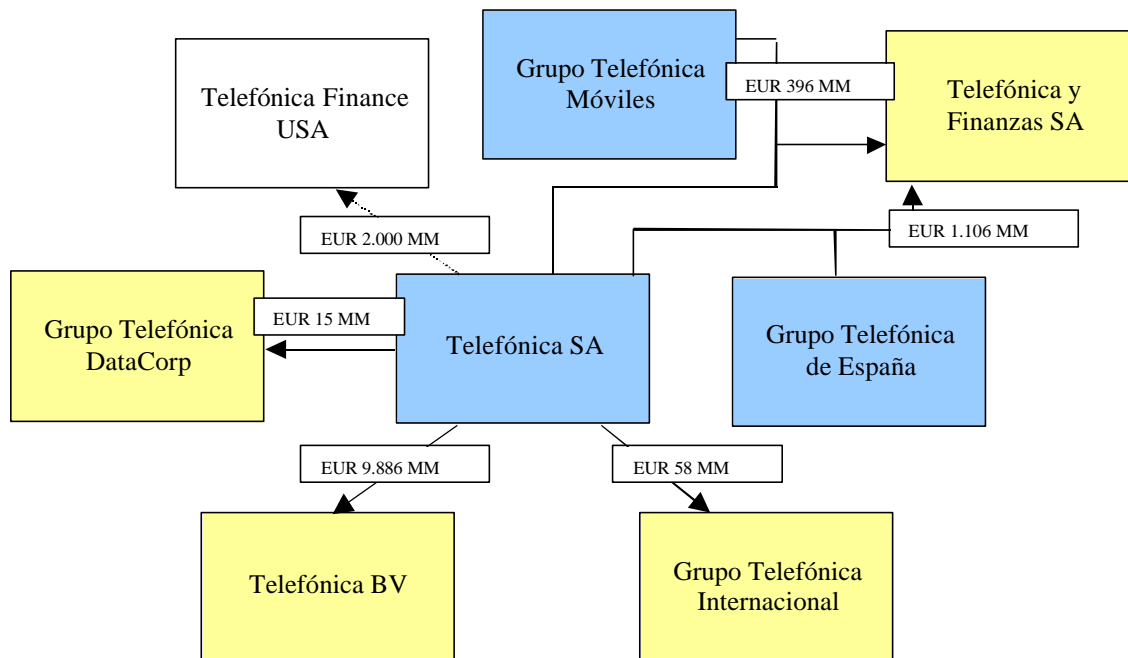 Telefónica Finance
USA
Grupo Telefónica
Móviles
EUR 396 MM
Telefónica y
Finanzas SA
EUR 2.000 MM
EUR 1.106 MM
Grupo Telefónica
DataCorp
EUR 15 MM
Telefónica SA
Grupo Telefónica
de España
EUR 9.886 MM
EUR 58 MM
Telefónica BV
Grupo Telefónica
Internacional